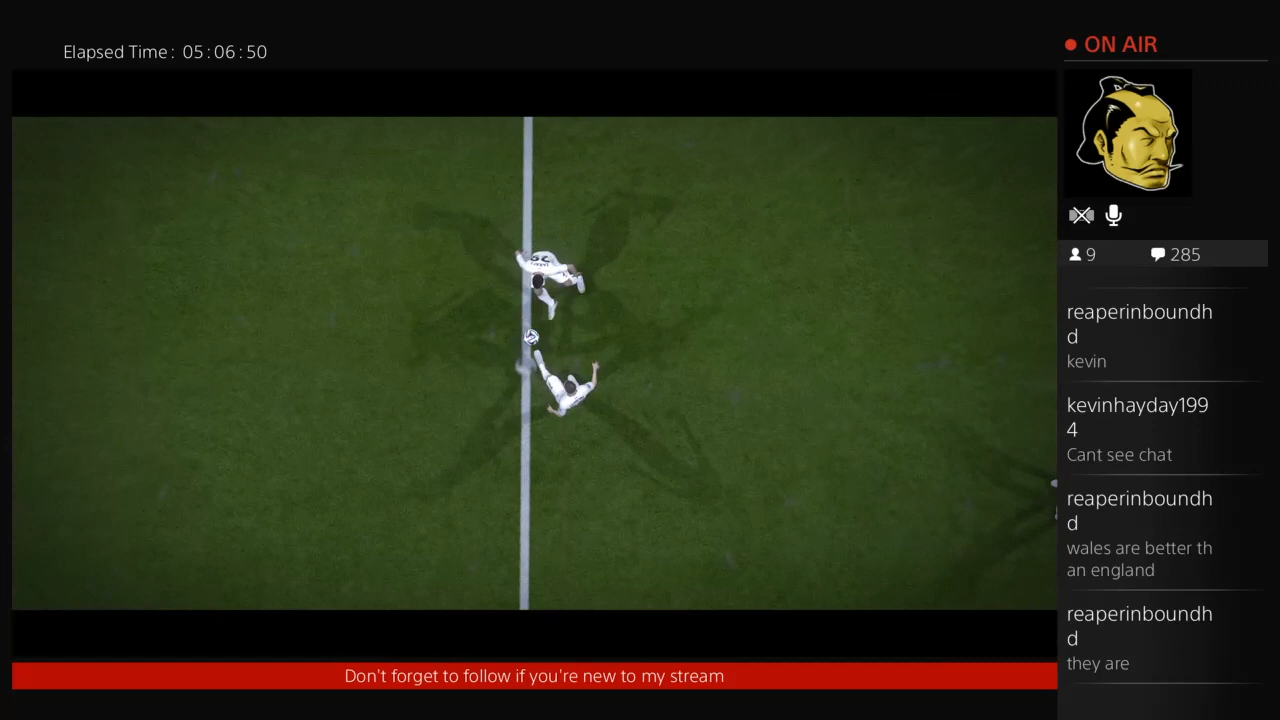 Elapsed Time: 05:06:50
ON AIR
9 285
reaperinboundh
d
kevin
kevinhayday199
4
Cant see chat
reaperinboundh
d
wales are better th
an england
reaperinboundh
d
they are
Don't forget to follow if you're new to my stream